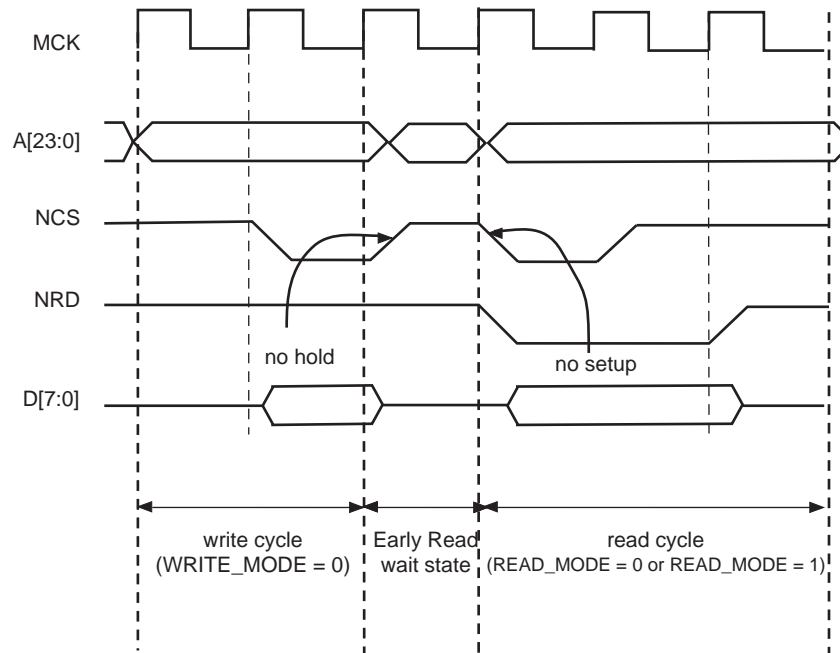 MCK
A[23:0]
NCS
NRD
no hold
no setup
D[7:0]
write cycle
(WRITE_MODE = 0)
Early Read
wait state
read cycle
(READ_MODE = 0 or READ_MODE = 1)